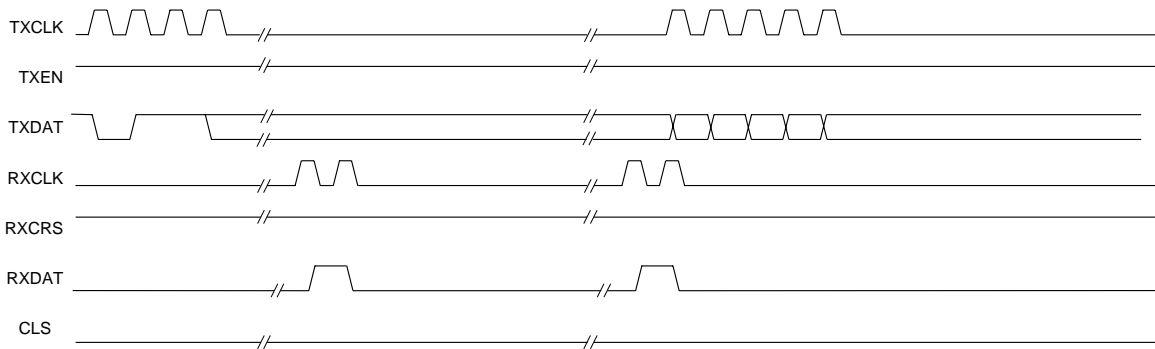 TXCLK
TXEN
TXDAT
RXCLK
RXCRS
RXDAT
CLS